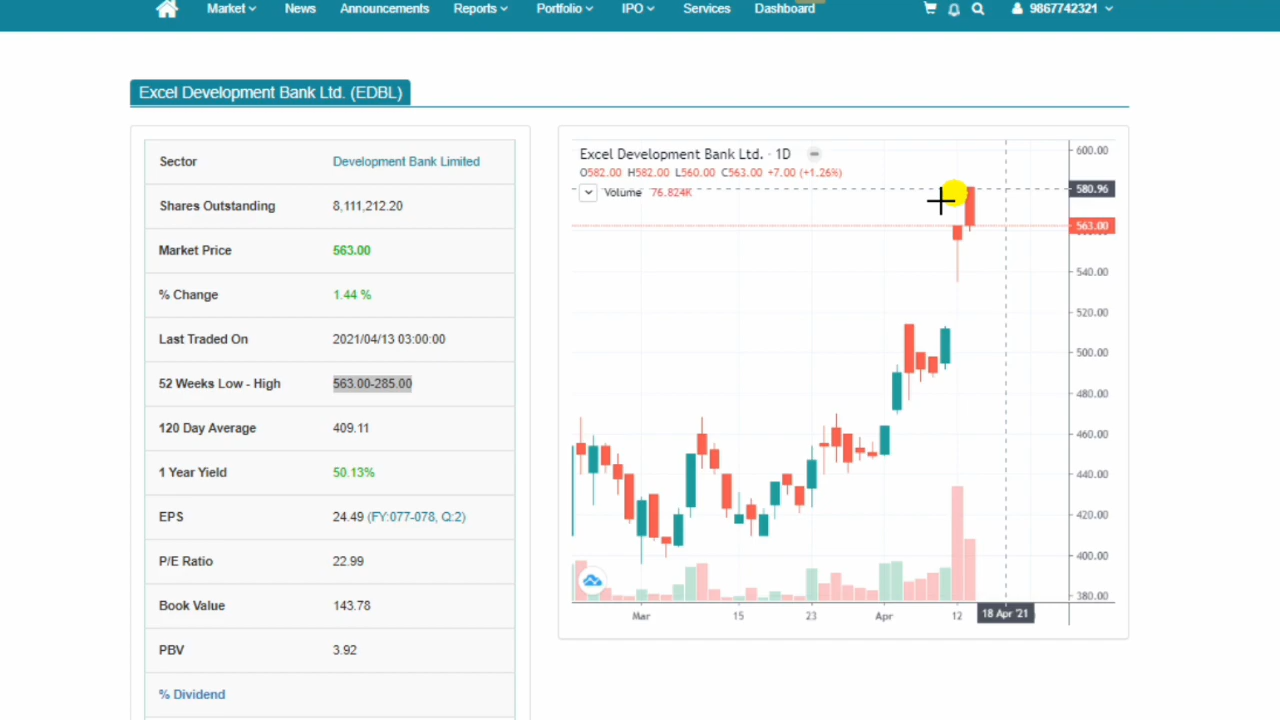 Market News Announcements Reports Portfolio IPO Services Dashboard 9867742321
Excel Development Bank Ltd. (EDBL)
Sector Development Bank Limited
Shares Outstanding 8,111,212.20
Market Price 563.00
% Change 1.44 %
Last Traded On 2021/04/13 03:00:00
52 Weeks Low - High 563.00-285.00
120 Day Average 409.11
1 Year Yield 50.13%
EPS 24.49 (FY:077-078, Q:2)
P/E Ratio 22.99
Book Value 143.78
PBV 3.92
% Dividend
Excel Development Bank Ltd. · 1D
O582.00 H582.00 L560.00 C563.00 +7.00 (+1.26%)
Volume 76.824K
600.00
580.96
563.00
540.00
520.00
500.00
480.00
460.00
440.00
420.00
400.00
380.00
Mar 15 23 Apr 12 18 Apr '21